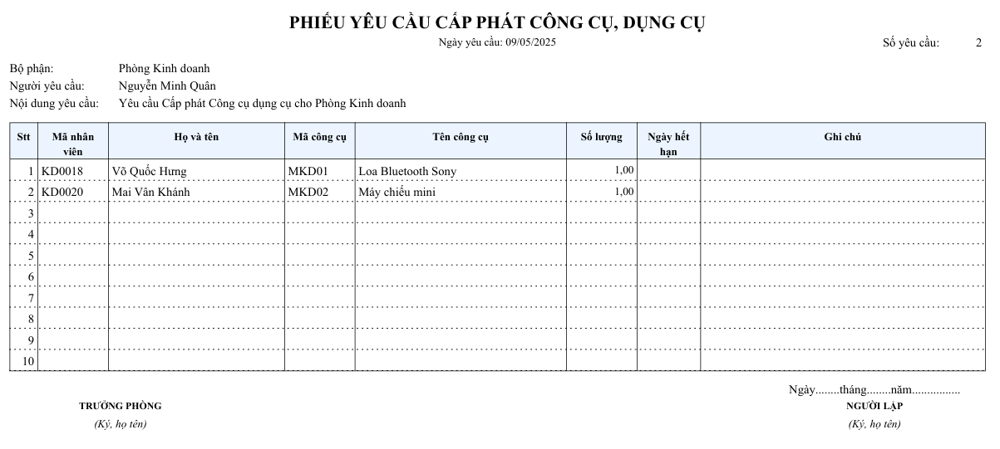 PHIẾU YÊU CẦU CẤP PHÁT CÔNG CỤ, DỤNG CỤ
Ngày yêu cầu: 09/05/2025
Số yêu cầu: 2
Bộ phận: Phòng Kinh doanh
Người yêu cầu: Nguyễn Minh Quân
Nội dung yêu cầu: Yêu cầu Cấp phát Công cụ dụng cụ cho Phòng Kinh doanh
Stt Mã nhân viên Họ và tên Mã công cụ Tên công cụ Số lượng Ngày hết hạn Ghi chú
1 KD0018 Võ Quốc Hưng MKD01 Loa Bluetooth Sony 1,00
2 KD0020 Mai Vân Khánh MKD02 Máy chiếu mini 1,00
3
4
5
6
7
8
9
10
Ngày........tháng........năm................
TRƯỞNG PHÒNG NGƯỜI LẬP
(Ký, họ tên) (Ký, họ tên)